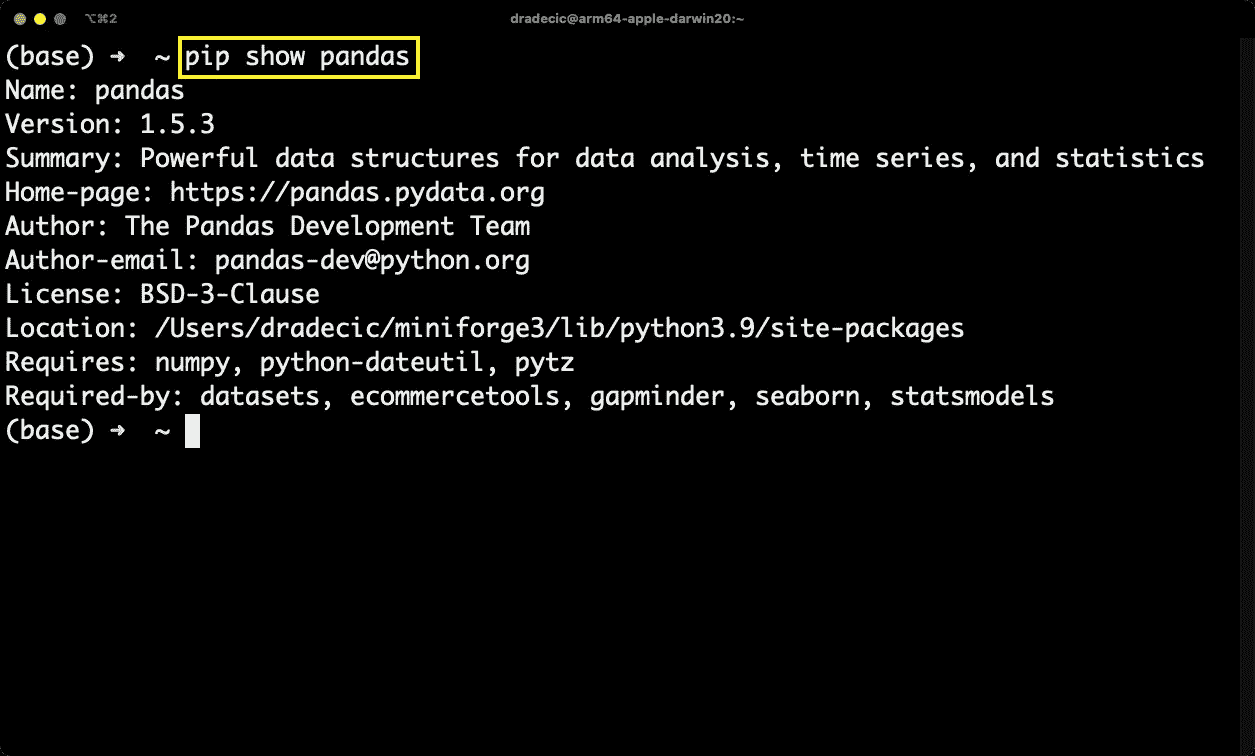 ⌥⌘2 dradecic@arm64-apple-darwin20:~
(base) ➜ ~ pip show pandas
Name: pandas
Version: 1.5.3
Summary: Powerful data structures for data analysis, time series, and statistics
Home-page: https://pandas.pydata.org
Author: The Pandas Development Team
Author-email: pandas-dev@python.org
License: BSD-3-Clause
Location: /Users/dradecic/miniforge3/lib/python3.9/site-packages
Requires: numpy, python-dateutil, pytz
Required-by: datasets, ecommercetools, gapminder, seaborn, statsmodels
(base) ➜ ~